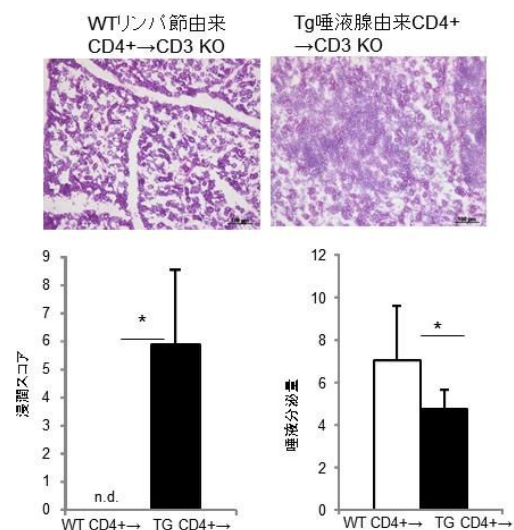 WTリンパ節由来
CD4+→CD3 KO
Tg唾液腺由来CD4+
→CD3 KO
浸潤スコア
9
8
7
6
5
4
3
2
1
0
*
n.d.
WT CD4+→
TG CD4+→
唾液分泌量
12
10
8
6
4
2
0
*
WT CD4+→
TG CD4+→